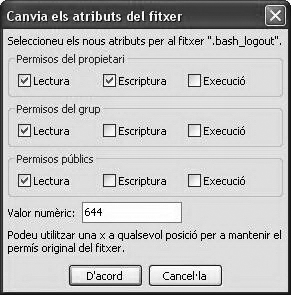 Canvia els atributs del fitxer
Seleccioneu els nous atributs per al fitxer ".bash_logout".
Permisos del propietari
Lectura Escriptura Execució
Permisos del grup
Lectura Escriptura Execució
Permisos públics
Lectura Escriptura Execució
Valor numèric: 644
Podeu utilitzar una x a qualsevol posició per a mantenir el
permís original del fitxer.
D'acord Cancel·la